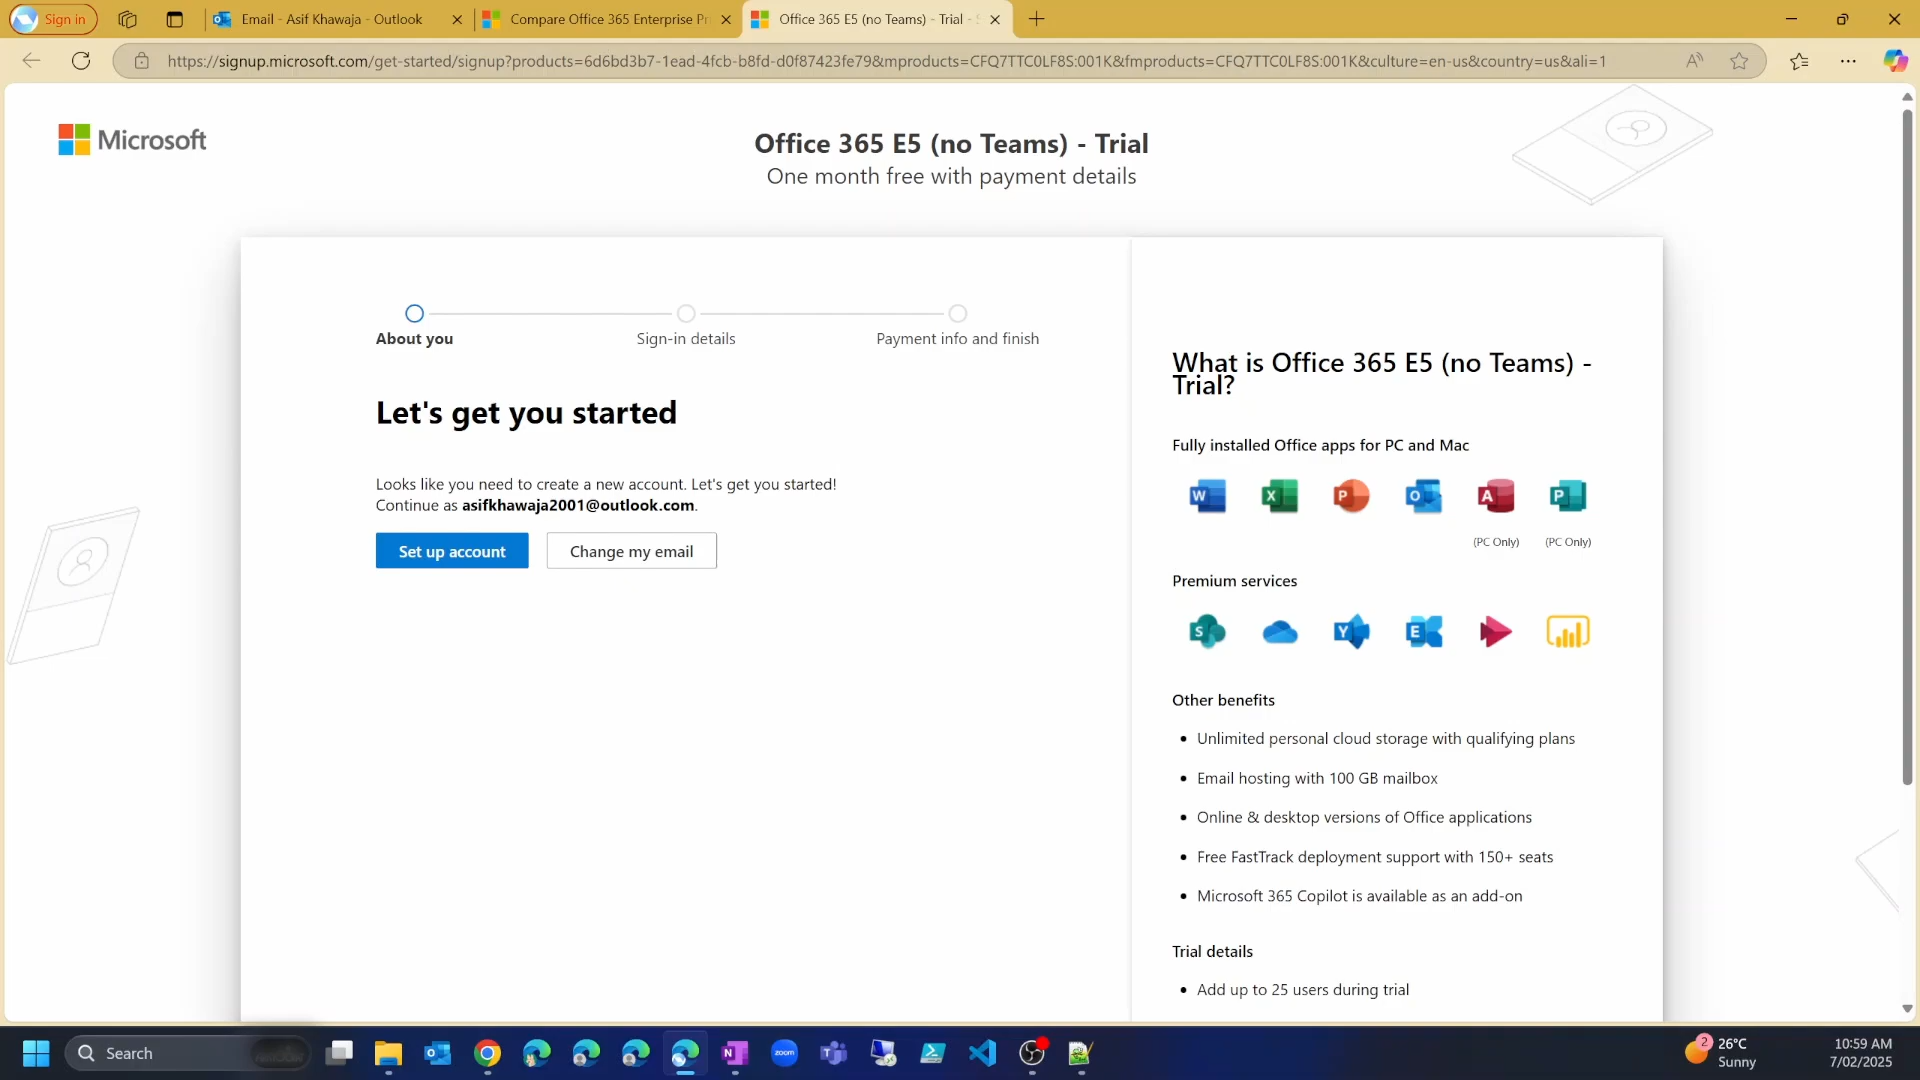 Sign in
Email - Asif Khawaja - Outlook
Compare Office 365 Enterprise Pr
Office 365 E5 (no Teams) - Trial - S
https://signup.microsoft.com/get-started/signup?products=6d6bd3b7-1ead-4fcb-b8fd-d0f87423fe79&mproducts=CFQ7TTC0LF8S:001K&fmproducts=CFQ7TTC0LF8S:001K&culture=en-us&country=us&ali=1
Microsoft
Office 365 E5 (no Teams) - Trial
One month free with payment details
About you
Sign-in details
Payment info and finish
Let's get you started
Looks like you need to create a new account. Let's get you started!
Continue as asifkhawaja2001@outlook.com.
Set up account
Change my email
What is Office 365 E5 (no Teams) -
Trial?
Fully installed Office apps for PC and Mac
(PC Only)
(PC Only)
Premium services
Other benefits
Unlimited personal cloud storage with qualifying plans
Email hosting with 100 GB mailbox
Online & desktop versions of Office applications
Free FastTrack deployment support with 150+ seats
Microsoft 365 Copilot is available as an add-on
Trial details
Add up to 25 users during trial
Search
zoom
2
26°C
Sunny
10:59 AM
7/02/2025